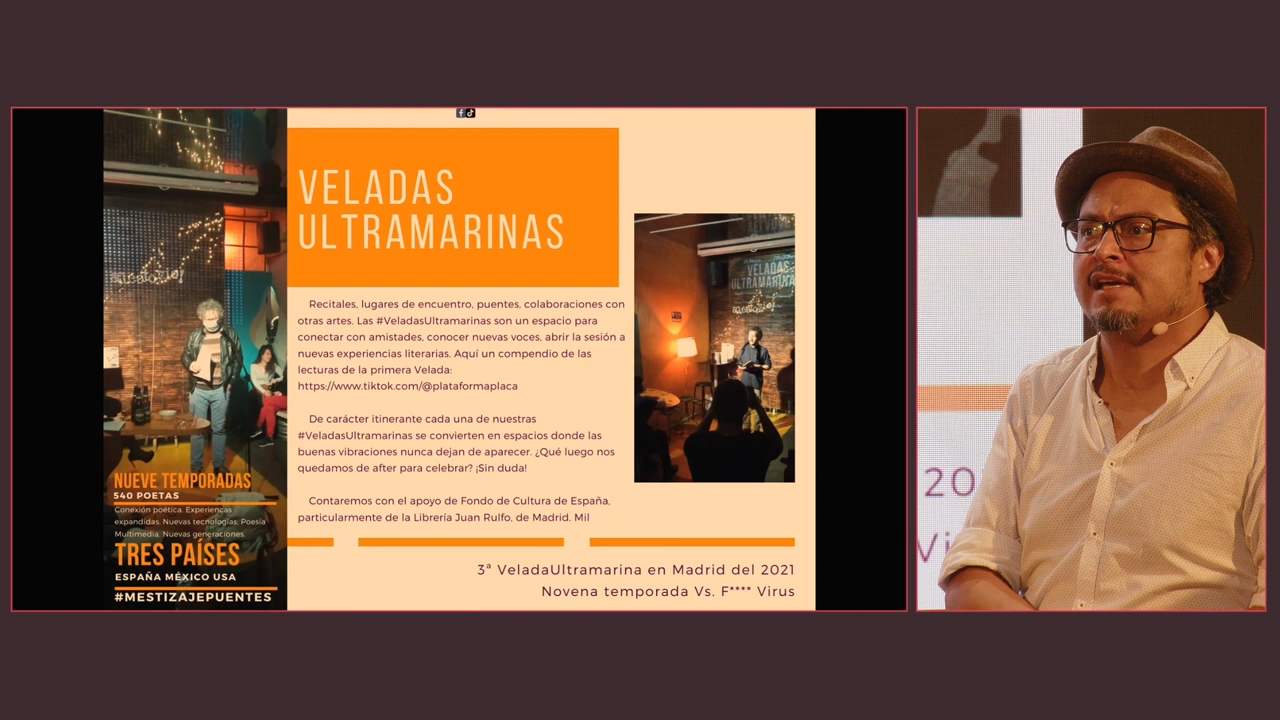 VELADAS
ULTRAMARINAS
Recitales, lugares de encuentro, puentes, colaboraciones con
otras artes. Las #VeladasUltramarinas son un espacio para
conectar con amistades, conocer nuevas voces, abrir la sesión a
nuevas experiencias literarias. Aquí un compendio de las
lecturas de la primera Velada:
https://www.tiktok.com/@plataformaplaca
De carácter itinerante cada una de nuestras
#VeladasUltramarinas se convierten en espacios donde las
buenas vibraciones nunca dejan de aparecer. ¿Qué luego nos
quedamos de after para celebrar? ¡Sin duda!
Contaremos con el apoyo de Fondo de Cultura de España,
particularmente de la Librería Juan Rulfo, de Madrid. Mil
3ª VeladaUltramarina en Madrid del 2021
Novena temporada Vs. F**** Virus
NUEVE TEMPORADAS
540 POETAS
Conexión poética. Experiencias
expandidas. Nuevas tecnologías. Poesía
Multimedia. Nuevas generaciones.
TRES PAÍSES
ESPAÑA MÉXICO USA
#MESTIZAJEPUENTES
VELADAS
ULTRAMARINA
20
Vi